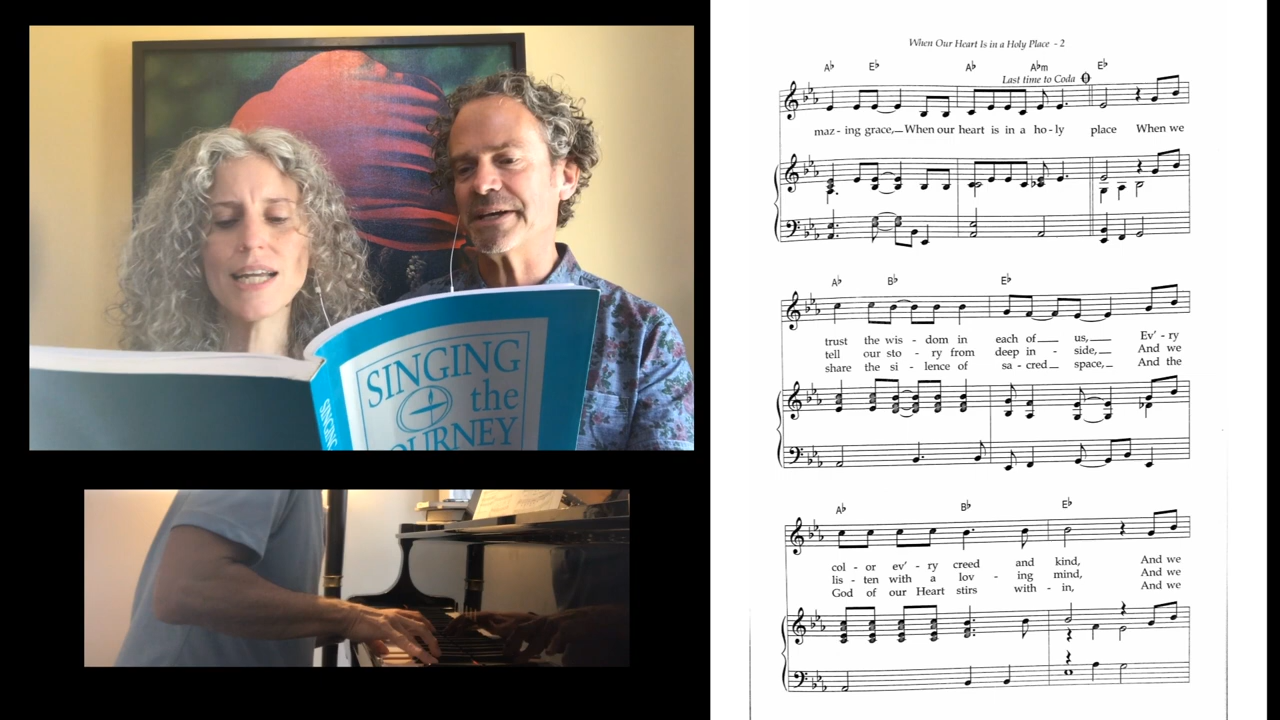 SINGING
the
JOURNEY
SINGING
When Our Heart Is in a Holy Place - 2
A♭ E♭ A♭ A♭m E♭
Last time to Coda
maz - ing grace, When our heart is in a ho - ly place When we
A♭ B♭ E♭
trust the wis - dom in each of us, Ev' - ry
tell our sto - ry from deep in - side, And we
share the si - lence of sa - cred space, And the
A♭ B♭ E♭
col - or ev' - ry creed and kind, And we
lis - ten with a lov - ing mind, And we
God of our Heart stirs with - in, And we